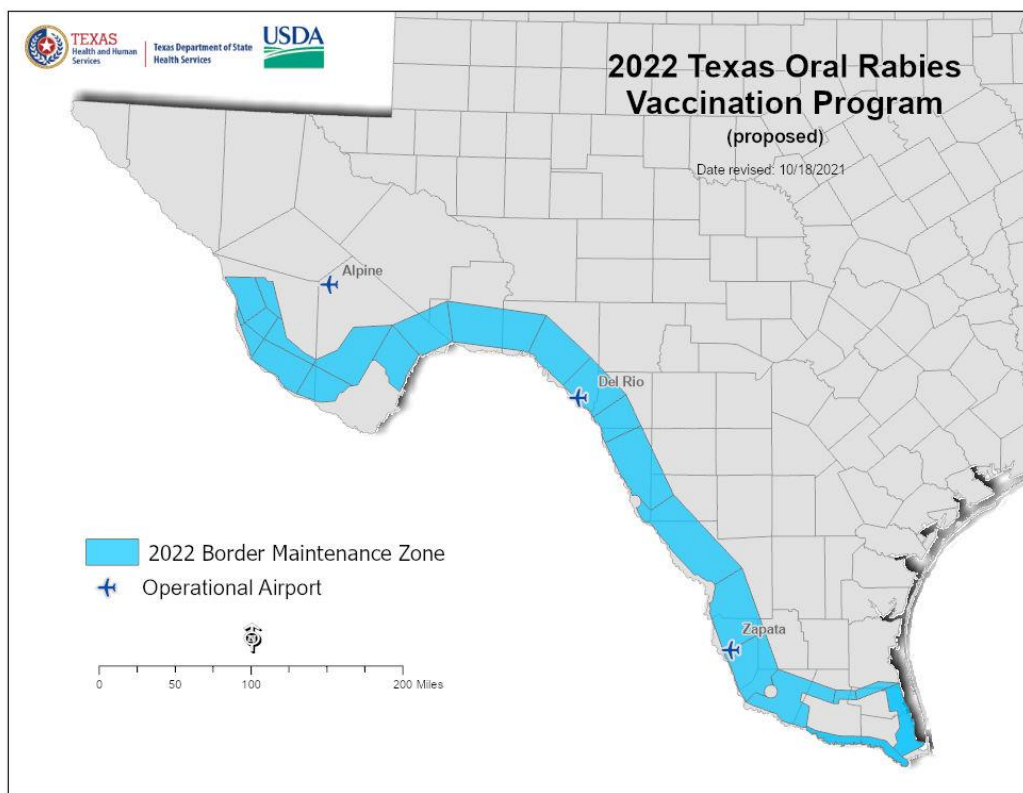 TEXAS
Health and Human
Services
Texas Department of State
Health Services
USDA
2022 Texas Oral Rabies
Vaccination Program
(proposed)
Date revised: 10/18/2021
Alpine
Del Rio
Zapata
2022 Border Maintenance Zone
Operational Airport
0 50 100 200 Miles